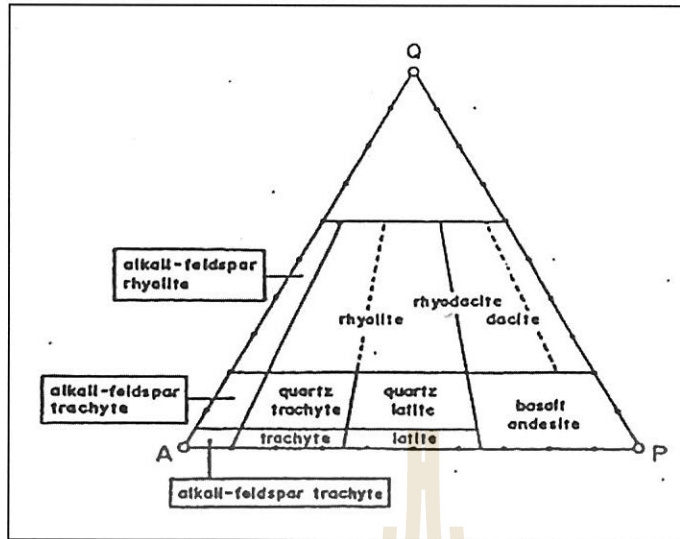 Q
alkali-feldspar
rhyolite
rhyolite
rhyodacite
dacite
alkali-feldspar
trachyte
quartz
trachyte
quartz
latite
basalt
andesite
A
trachyte
latite
P
alkali-feldspar trachyte